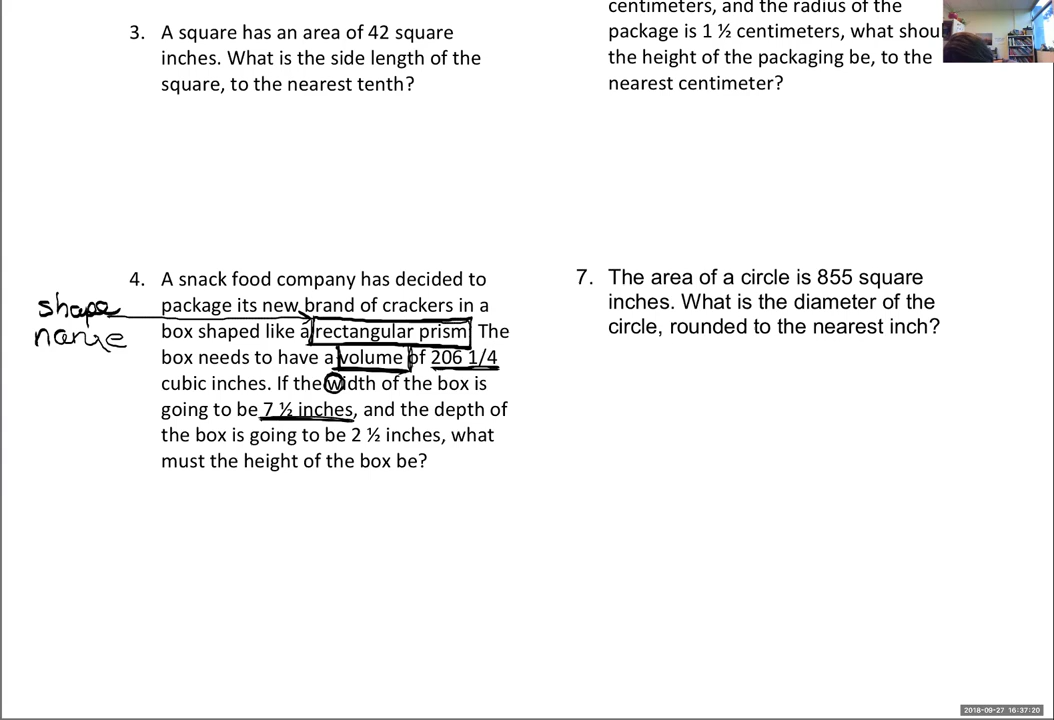 3. A square has an area of 42 square
inches. What is the side length of the
square, to the nearest tenth?
centimeters, and the radius of the
package is 1 ½ centimeters, what shou
the height of the packaging be, to the
nearest centimeter?
shape
name
4. A snack food company has decided to
package its new brand of crackers in a
box shaped like a rectangular prism. The
box needs to have a volume of 206 1/4
cubic inches. If the width of the box is
going to be 7 ½ inches, and the depth of
the box is going to be 2 ½ inches, what
must the height of the box be?
7. The area of a circle is 855 square
inches. What is the diameter of the
circle, rounded to the nearest inch?
2018-09-27 16:37:20